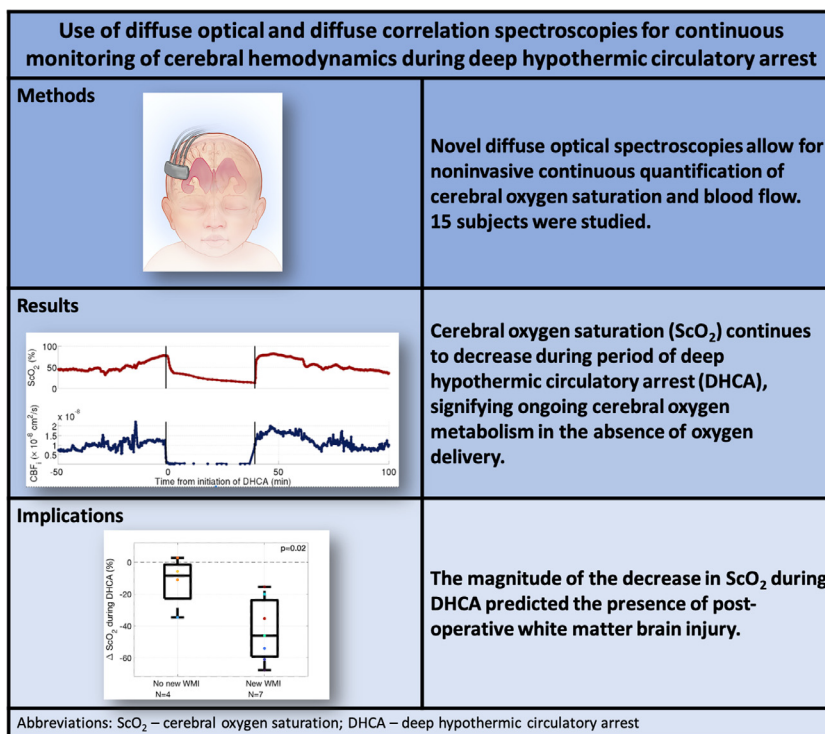 Use of diffuse optical and diffuse correlation spectroscopies for continuous
monitoring of cerebral hemodynamics during deep hypothermic circulatory arrest
Methods
Novel diffuse optical spectroscopies allow for
noninvasive continuous quantification of
cerebral oxygen saturation and blood flow.
15 subjects were studied.
Results
100
50
0
ScO₂ (%)
× 10⁻⁸
2
1.5
1
0.5
CBFᵢ (× 10⁻⁸ cm²/s)
-50
0
50
100
Time from initiation of DHCA (min)
Cerebral oxygen saturation (ScO₂) continues
to decrease during period of deep
hypothermic circulatory arrest (DHCA),
signifying ongoing cerebral oxygen
metabolism in the absence of oxygen
delivery.
Implications
p=0.02
0
-20
-40
-60
Δ ScO₂ during DHCA (%)
No new WMI
New WMI
N=4
N=7
The magnitude of the decrease in ScO₂ during
DHCA predicted the presence of post-
operative white matter brain injury.
Abbreviations: ScO₂ – cerebral oxygen saturation; DHCA – deep hypothermic circulatory arrest